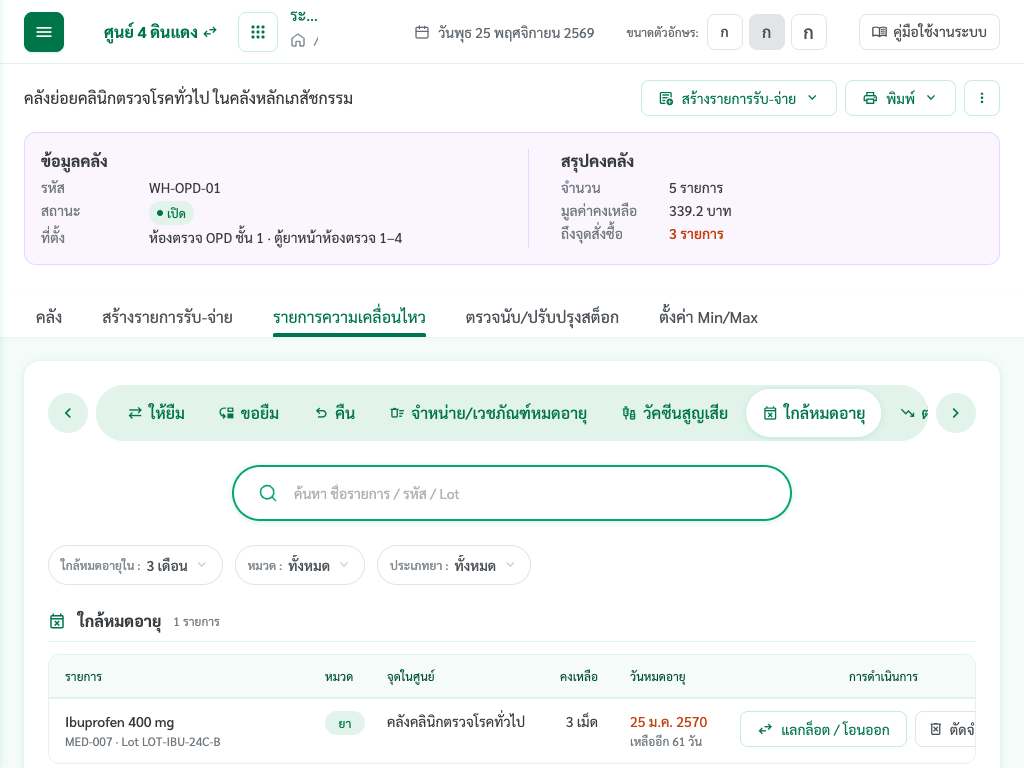 ศูนย์ 4 ดินแดง
ระ...
/
วันพุธ 25 พฤศจิกายน 2569
ขนาดตัวอักษร:
ก
ก
ก
คู่มือใช้งานระบบ
คลังย่อยคลินิกตรวจโรคทั่วไป ในคลังหลักเภสัชกรรม
สร้างรายการรับ-จ่าย
พิมพ์
ข้อมูลคลัง
รหัส WH-OPD-01
สถานะ เปิด
ที่ตั้ง ห้องตรวจ OPD ชั้น 1 · ตู้ยาหน้าห้องตรวจ 1–4
สรุปคงคลัง
จำนวน 5 รายการ
มูลค่าคงเหลือ 339.2 บาท
ถึงจุดสั่งซื้อ 3 รายการ
คลัง
สร้างรายการรับ-จ่าย
รายการความเคลื่อนไหว
ตรวจนับ/ปรับปรุงสต็อก
ตั้งค่า Min/Max
ให้ยืม
ขอยืม
คืน
จำหน่าย/เวชภัณฑ์หมดอายุ
วัคซีนสูญเสีย
ใกล้หมดอายุ
ค้นหา ชื่อรายการ / รหัส / Lot
ใกล้หมดอายุใน : 3 เดือน
หมวด : ทั้งหมด
ประเภทยา : ทั้งหมด
ใกล้หมดอายุ 1 รายการ
รายการ หมวด จุดในศูนย์ คงเหลือ วันหมดอายุ การดำเนินการ
Ibuprofen 400 mg ยา คลังคลินิกตรวจโรคทั่วไป 3 เม็ด 25 ม.ค. 2570 แลกล็อต / โอนออก
MED-007 · Lot LOT-IBU-24C-B เหลืออีก 61 วัน